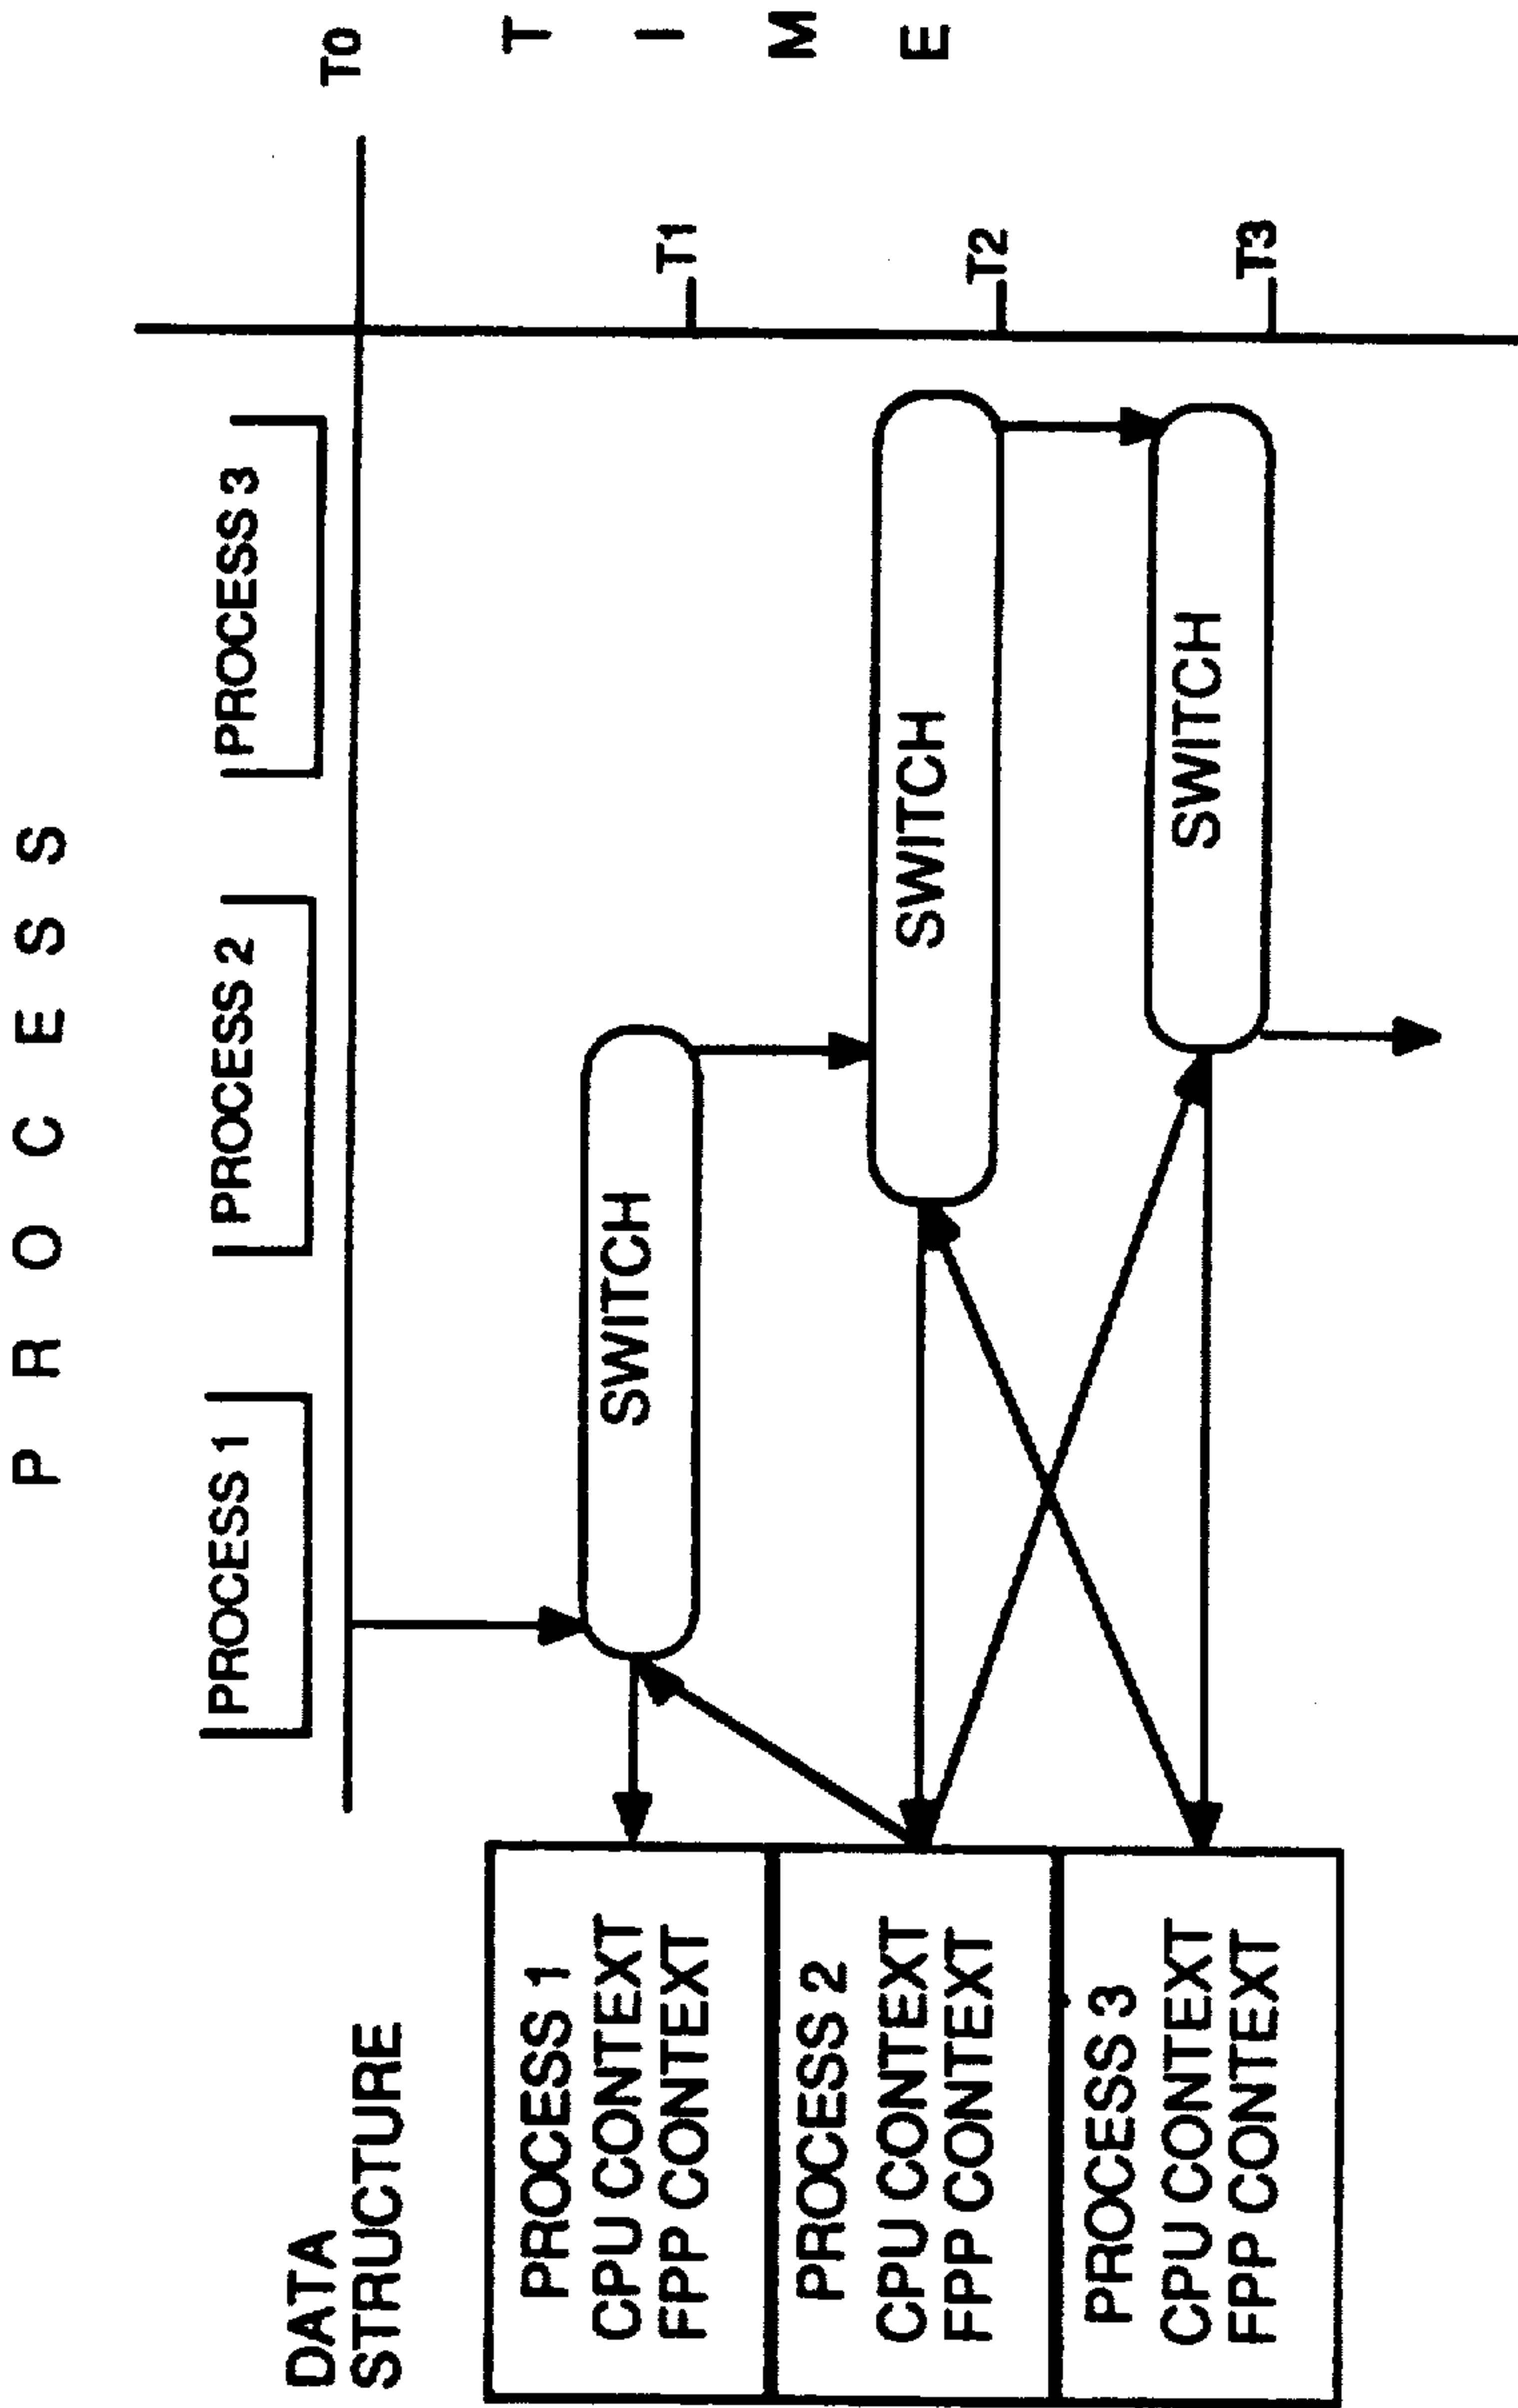 P R O C E S S
PROCESS 1
PROCESS 2
PROCESS 3
T0
T I M E
T1
T2
T3
DATA
STRUCTURE
PROCESS 1
CPU CONTEXT
FPP CONTEXT
PROCESS 2
CPU CONTEXT
FPP CONTEXT
PROCESS 3
CPU CONTEXT
FPP CONTEXT
SWITCH
SWITCH
SWITCH